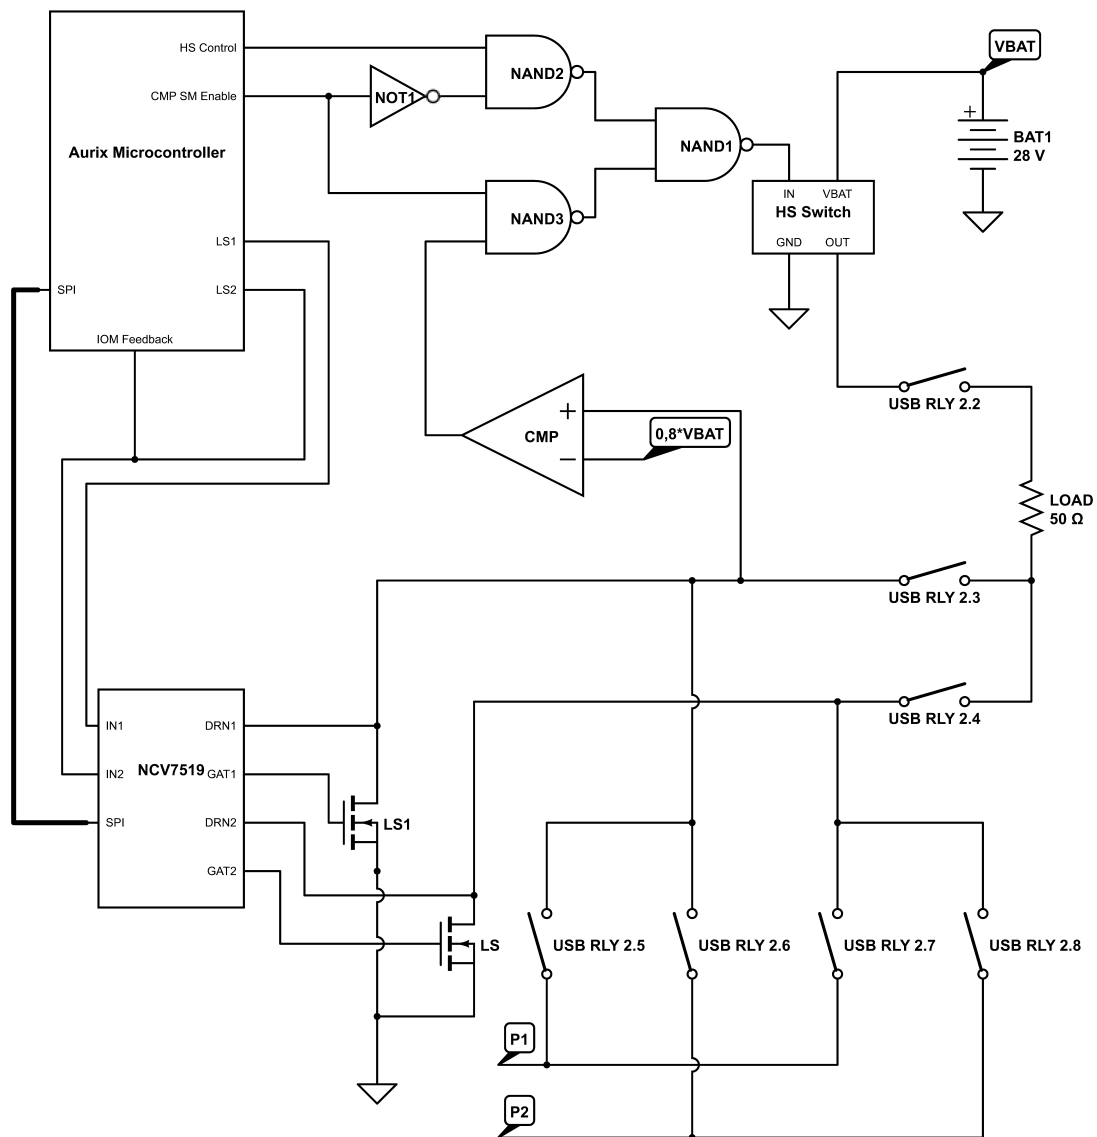 HS Control
NAND2
VBAT
CMP SM Enable
NOT1
+
BAT1
28 V
Aurix Microcontroller
NAND1
IN VBAT
HS Switch
NAND3
GND OUT
LS1
SPI
LS2
IOM Feedback
USB RLY 2.2
+
CMP
0,8*VBAT
−
LOAD
50 Ω
USB RLY 2.3
USB RLY 2.4
IN1 DRN1
IN2
NCV7519
GAT1
SPI
DRN2
LS1
GAT2
LS
USB RLY 2.5
USB RLY 2.6
USB RLY 2.7
USB RLY 2.8
P1
P2